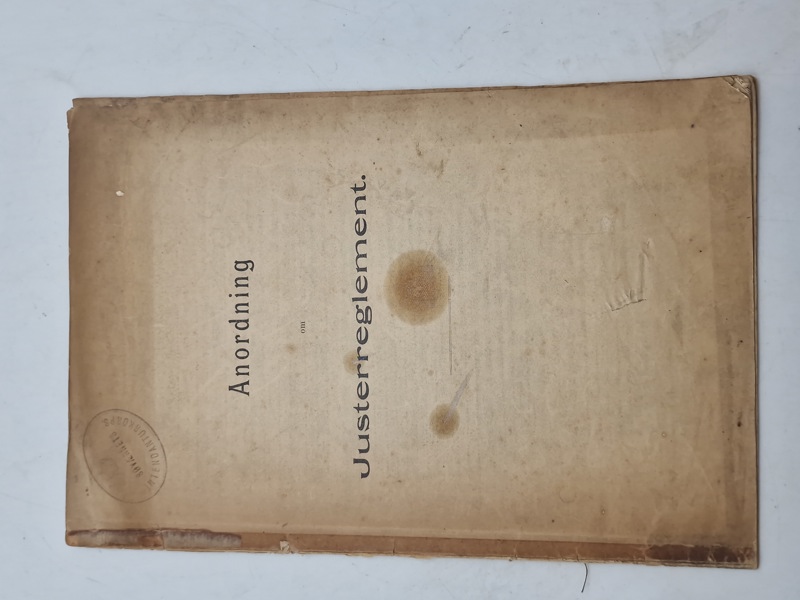 Anordning
om
Justerreglement.